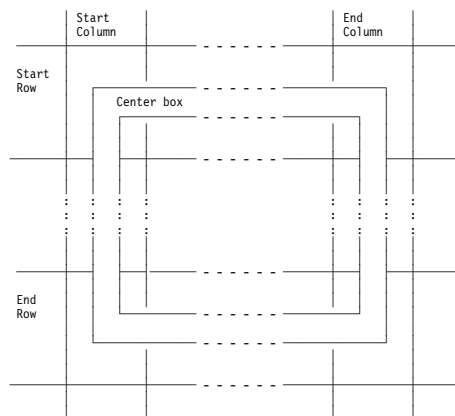 Start
Column
End
Column
Start
Row
Center box
End
Row